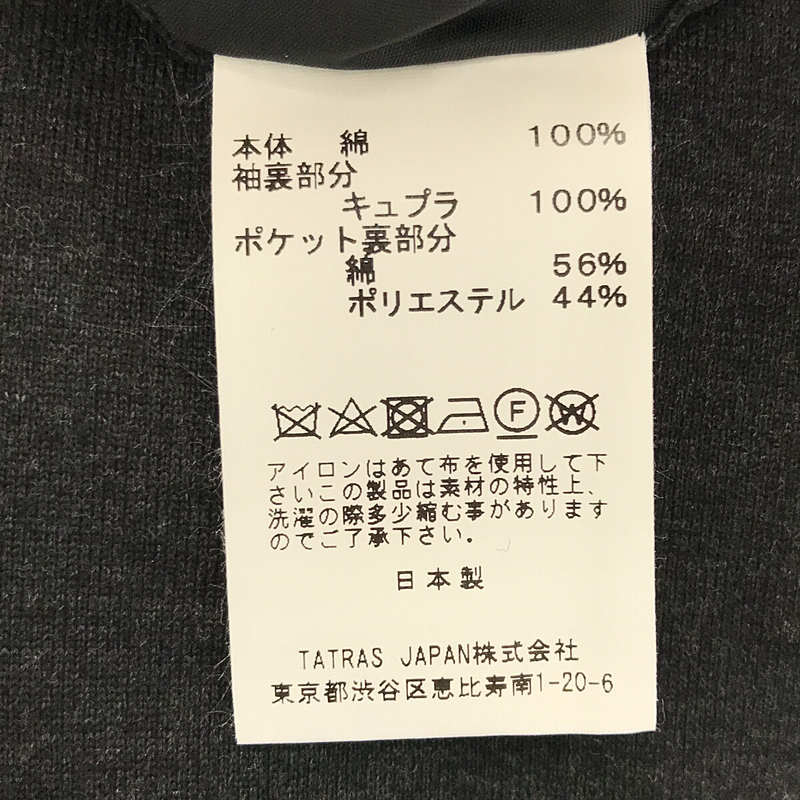 本体 綿 100%
袖裏部分
キュプラ 100%
ポケット裏部分
綿 56%
ポリエステル 44%
F W
アイロンはあて布を使用して下
さいこの製品は素材の特性上、
洗濯の際多少縮む事があります
のでご了承下さい。
日本製
TATRAS JAPAN株式会社
東京都渋谷区恵比寿南1-20-6